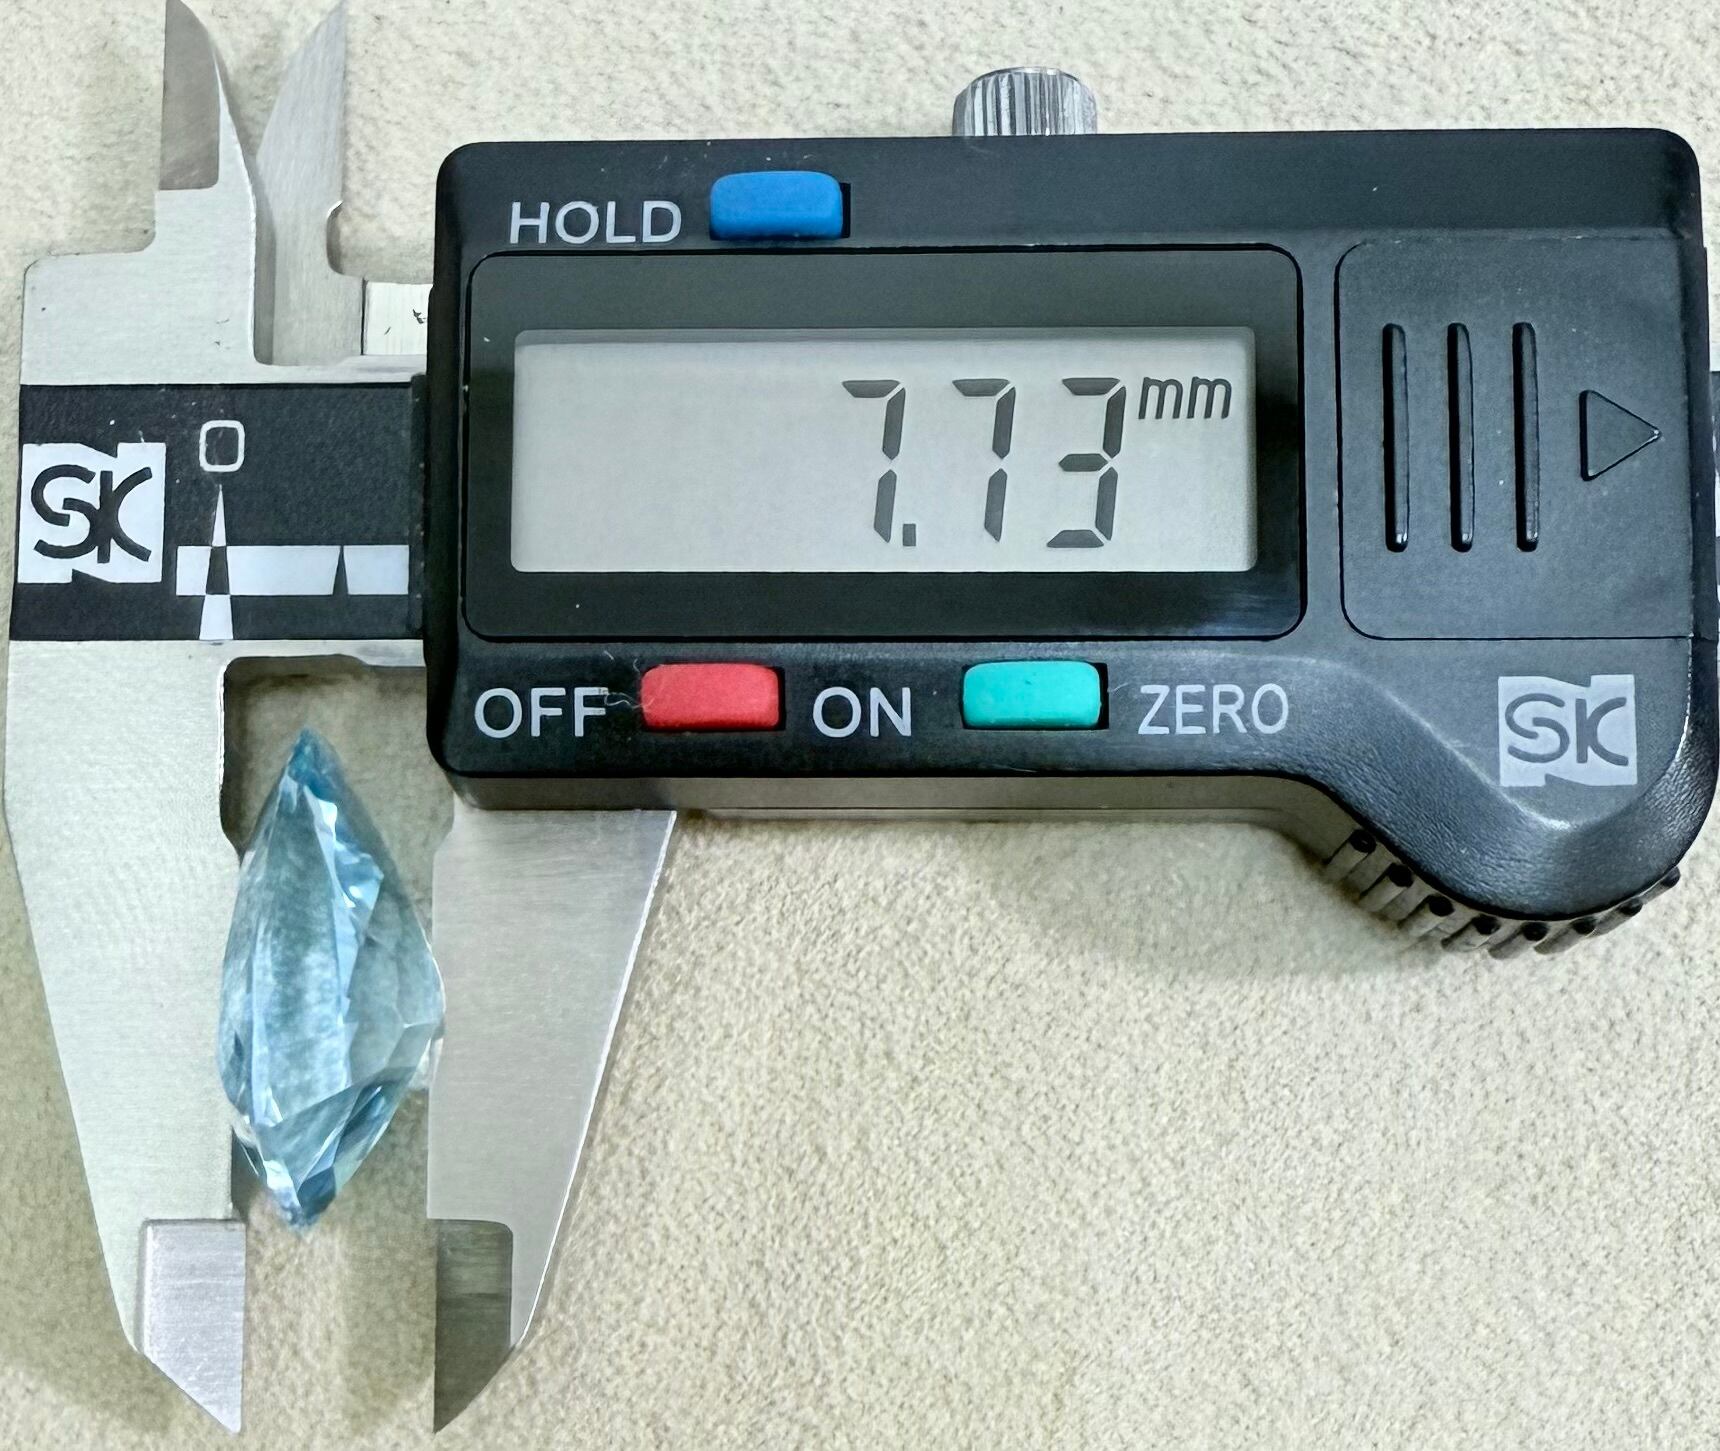 HOLD
0
SK
7.73 mm
OFF ON ZERO
SK